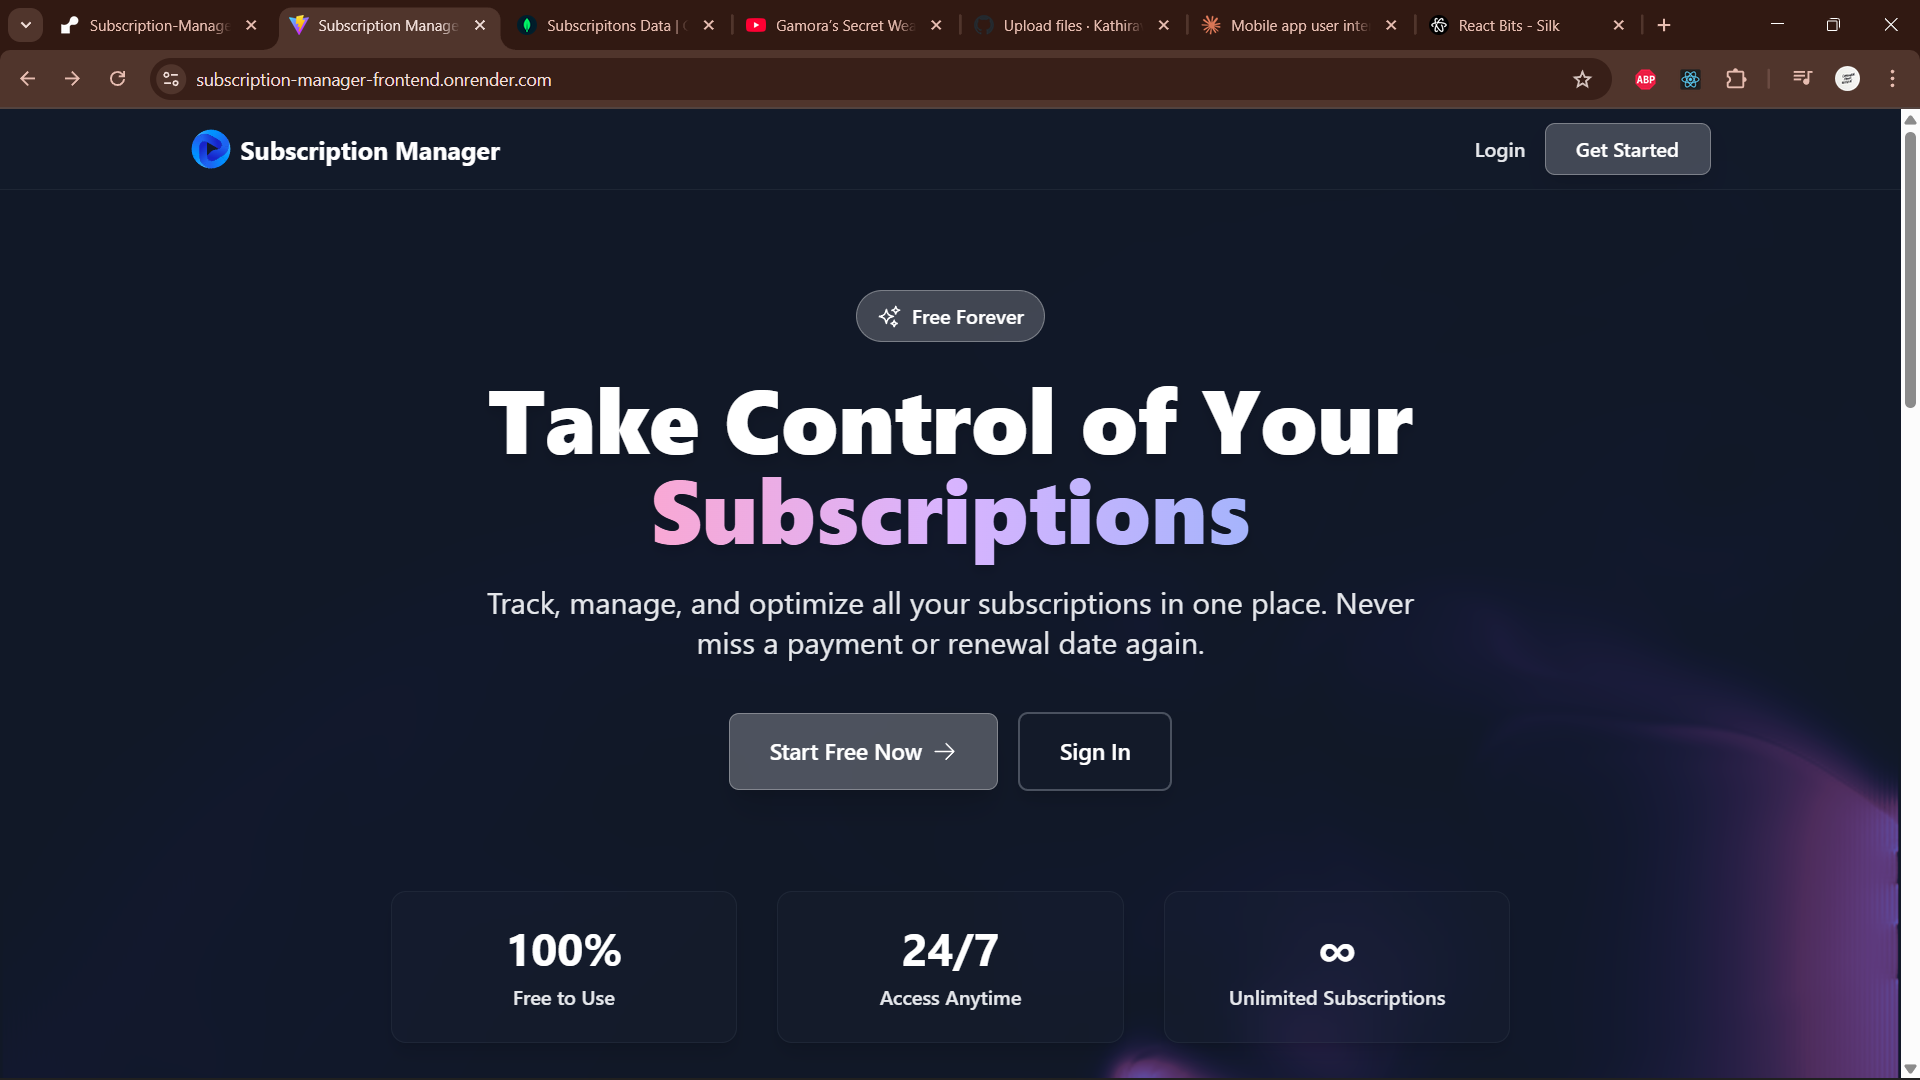 Subscription-Manage
Subscription Manage
Subscripitons Data | 
Gamora's Secret Wea
Upload files · Kathira
Mobile app user inte
React Bits - Silk
subscription-manager-frontend.onrender.com
ABP
Subscription Manager
Login
Get Started
Free Forever
Take Control of Your
Subscriptions
Track, manage, and optimize all your subscriptions in one place. Never
miss a payment or renewal date again.
Start Free Now →
Sign In
100%
Free to Use
24/7
Access Anytime
∞
Unlimited Subscriptions